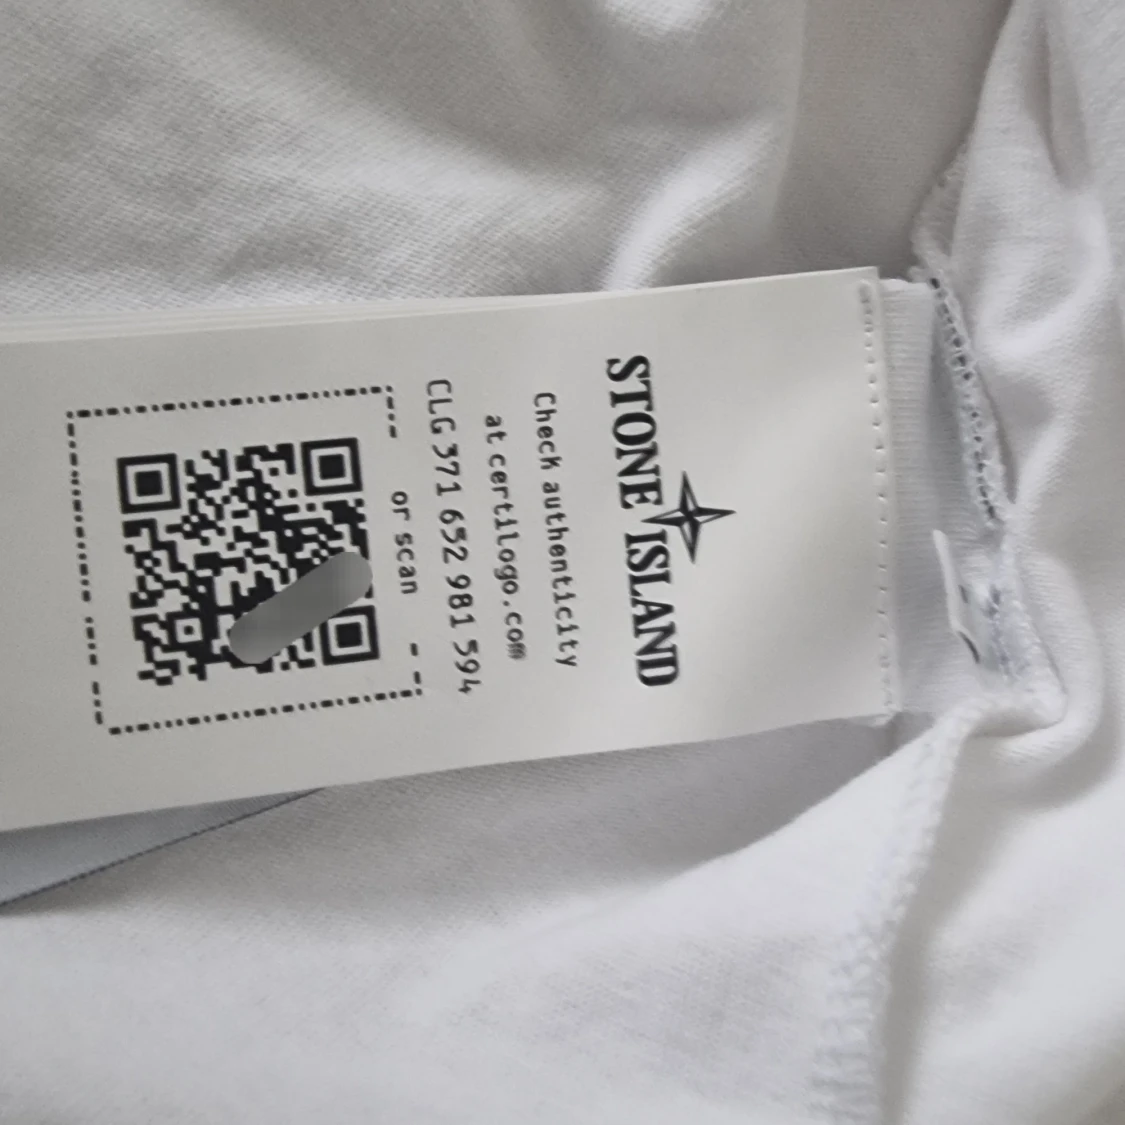 STONE ISLAND
Check authenticity
at certilogo.com
CLG 371 652 981 594
or scan